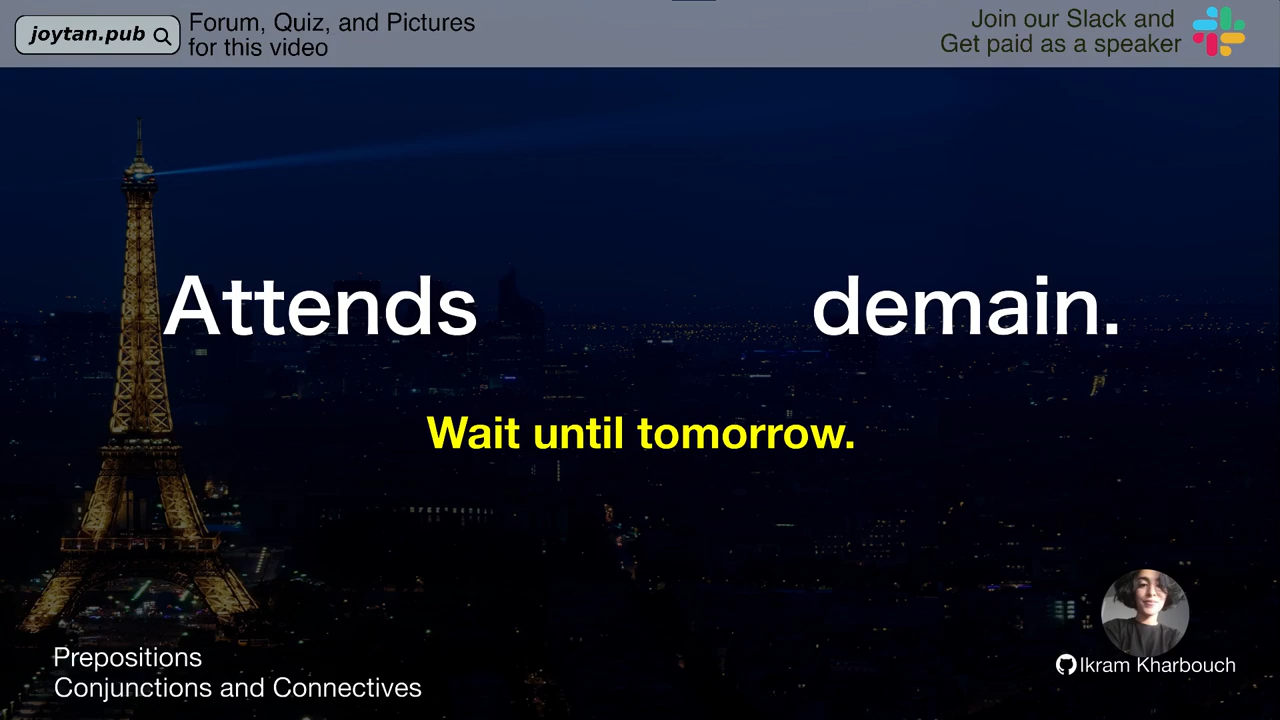 joytan.pub
Forum, Quiz, and Pictures
for this video
Join our Slack and
Get paid as a speaker
Attends demain.
Wait until tomorrow.
Prepositions
Conjunctions and Connectives
Ikram Kharbouch